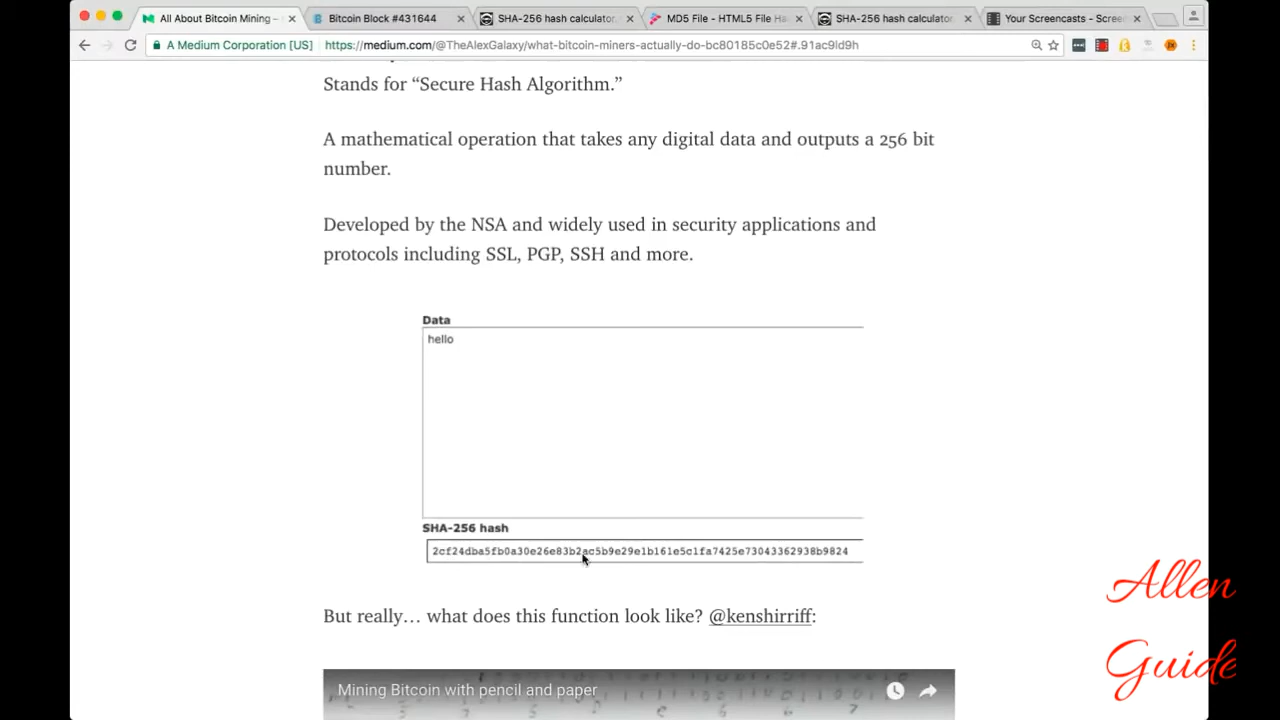 All About Bitcoin Mining –
Bitcoin Block #431644
SHA-256 hash calculator
MD5 File - HTML5 File Ha
SHA-256 hash calculator
Your Screencasts - Scree
A Medium Corporation [US]
https://medium.com/@TheAlexGalaxy/what-bitcoin-miners-actually-do-bc80185c0e52#.91ac9ld9h
Stands for “Secure Hash Algorithm.”
A mathematical operation that takes any digital data and outputs a 256 bit
number.
Developed by the NSA and widely used in security applications and
protocols including SSL, PGP, SSH and more.
Data
hello
SHA-256 hash
2cf24dba5fb0a30e26e83b2ac5b9e29e1b161e5c1fa7425e73043362938b9824
But really… what does this function look like? @kenshirriff:
Mining Bitcoin with pencil and paper
Allen
Guide